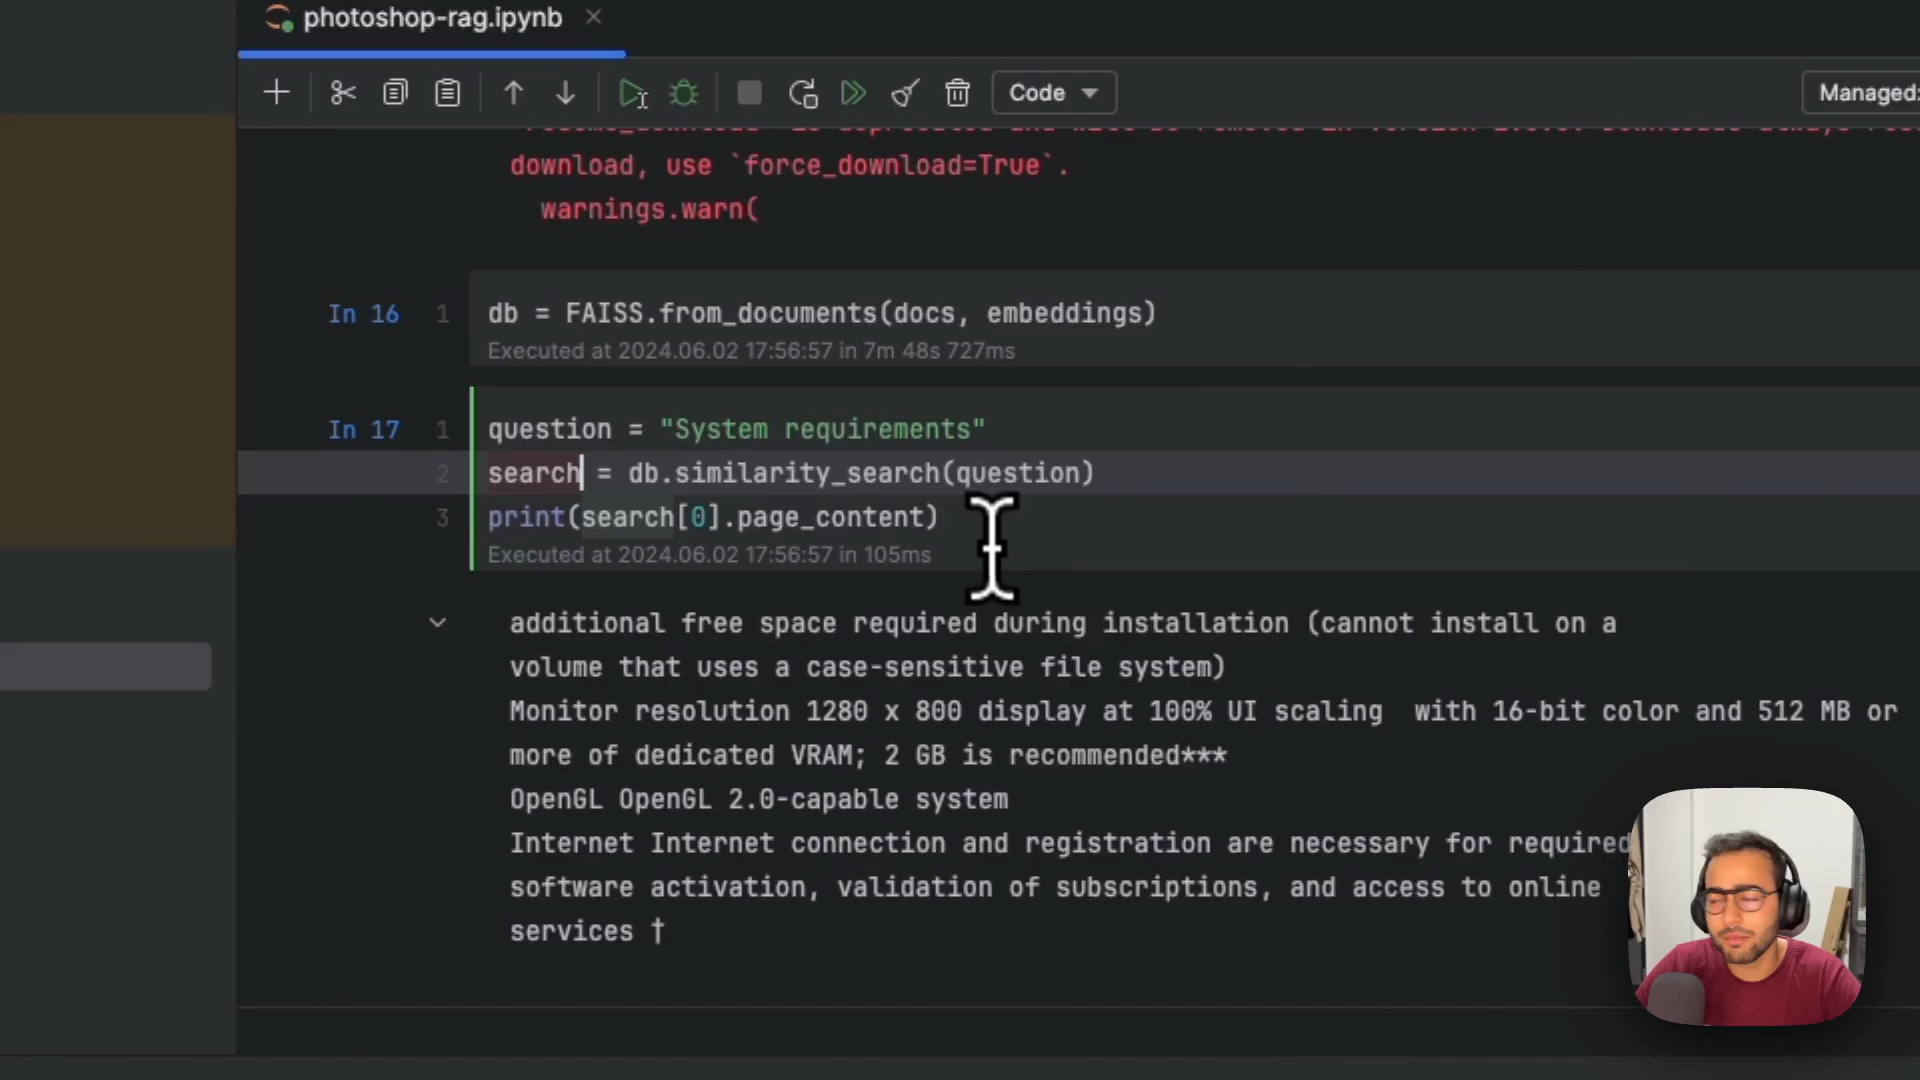 photoshop-rag.ipynb
Code
Managed:
download, use `force_download=True`.
warnings.warn(
In 16 1 db = FAISS.from_documents(docs, embeddings)
Executed at 2024.06.02 17:56:57 in 7m 48s 727ms
In 17 1 question = "System requirements"
2 search = db.similarity_search(question)
3 print(search[0].page_content)
Executed at 2024.06.02 17:56:57 in 105ms
additional free space required during installation (cannot install on a
volume that uses a case-sensitive file system)
Monitor resolution 1280 x 800 display at 100% UI scaling  with 16-bit color and 512 MB or
more of dedicated VRAM; 2 GB is recommended***
OpenGL OpenGL 2.0-capable system
Internet Internet connection and registration are necessary for required
software activation, validation of subscriptions, and access to online
services †